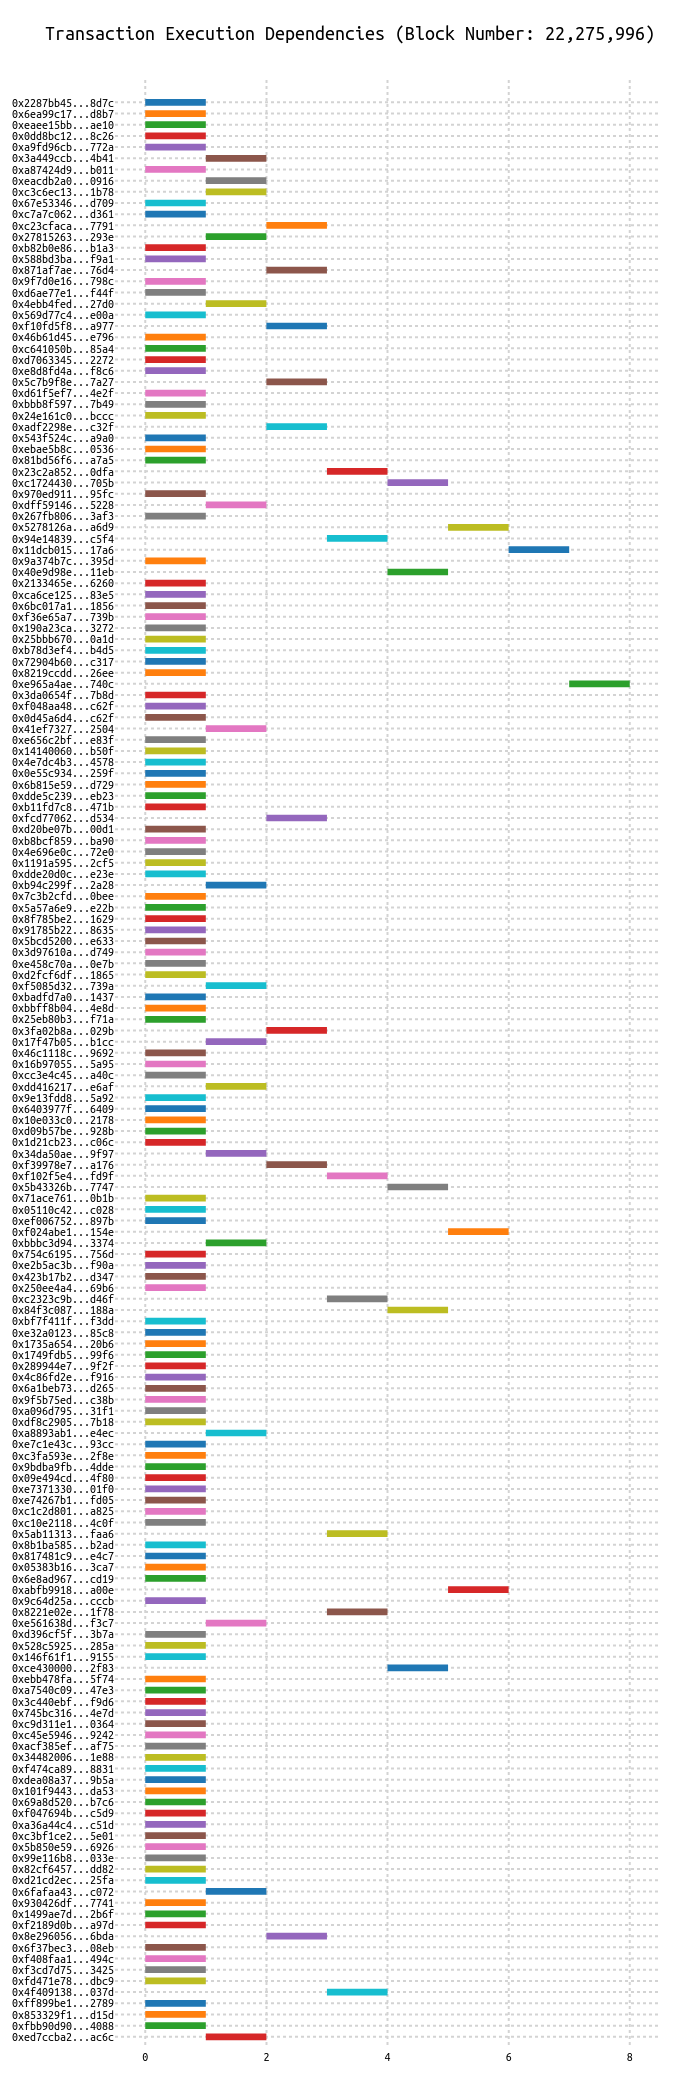 Transaction Execution Dependencies (Block Number: 22,275,996)
0x2287bb45...8d7c
0x6ea99c17...d8b7
0xeaee15bb...ae10
0x0dd8bc12...8c26
0xa9fd96cb...772a
0x3a449ccb...4b41
0xa87424d9...b011
0xeacdb2a0...0916
0xc3c6ec13...1b78
0x67e53346...d709
0xc7a7c062...d361
0xc23cfaca...7791
0x27815263...293e
0xb82b0e86...b1a3
0x588bd3ba...f9a1
0x871af7ae...76d4
0x9f7d0e16...798c
0xd6ae77e1...f44f
0x4ebb4fed...27d0
0x569d77c4...e00a
0xf10fd5f8...a977
0x46b61d45...e796
0xc641050b...85a4
0xd7063345...2272
0xe8d8fd4a...f8c6
0x5c7b9f8e...7a27
0xd61f5ef7...4e2f
0xbbb8f597...7b49
0x24e161c0...bccc
0xadf2298e...c32f
0x543f524c...a9a0
0xebae5b8c...0536
0x81bd56f6...a7a5
0x23c2a852...0dfa
0xc1724430...705b
0x970ed911...95fc
0xdff59146...5228
0x267fb806...3af3
0x5278126a...a6d9
0x94e14839...c5f4
0x11dcb015...17a6
0x9a374b7c...395d
0x40e9d98e...11eb
0x2133465e...6260
0xca6ce125...83e5
0x6bc017a1...1856
0xf36e65a7...739b
0x190a23ca...3272
0x25bbb670...0a1d
0xb78d3ef4...b4d5
0x72904b60...c317
0x8219ccdd...26ee
0xe965a4ae...740c
0x3da0654f...7b8d
0xf048aa48...c62f
0x0d45a6d4...c62f
0x41ef7327...2504
0xe656c2bf...e83f
0x14140060...b50f
0x4e7dc4b3...4578
0x0e55c934...259f
0x6b815e59...d729
0xdde5c239...eb23
0xb11fd7c8...471b
0xfcd77062...d534
0xd20be07b...00d1
0xb8bcf859...ba90
0x4e696e0c...72e0
0x1191a595...2cf5
0xdde20d0c...e23e
0xb94c299f...2a28
0x7c3b2cfd...0bee
0x5a57a6e9...e22b
0x8f785be2...1629
0x91785b22...8635
0x5bcd5200...e633
0x3d97610a...d749
0xe458c70a...0e7b
0xd2fcf6df...1865
0xf5085d32...739a
0xbadfd7a0...1437
0xbbff8b04...4e8d
0x25eb80b3...f71a
0x3fa02b8a...029b
0x17f47b05...b1cc
0x46c1118c...9692
0x16b97055...5a95
0xcc3e4c45...a40c
0xdd416217...e6af
0x9e13fdd8...5a92
0x6403977f...6409
0x10e033c0...2178
0xd09b57be...928b
0x1d21cb23...c06c
0x34da50ae...9f97
0xf39978e7...a176
0xf102f5e4...fd9f
0x5b43326b...7747
0x71ace761...0b1b
0x05110c42...c028
0xef006752...897b
0xf024abe1...154e
0xbbbc3d94...3374
0x754c6195...756d
0xe2b5ac3b...f90a
0x423b17b2...d347
0x250ee4a4...69b6
0xc2323c9b...d46f
0x84f3c087...188a
0xbf7f411f...f3dd
0xe32a0123...85c8
0x1735a654...20b6
0x1749fdb5...99f6
0x289944e7...9f2f
0x4c86fd2e...f916
0x6a1beb73...d265
0x9f5b75ed...c38b
0xa096d795...31f1
0xdf8c2905...7b18
0xa8893ab1...e4ec
0xe7c1e43c...93cc
0xc3fa593e...2f8e
0x9bdba9fb...4dde
0x09e494cd...4f80
0xe7371330...01f0
0xe74267b1...fd05
0xc1c2d801...a825
0xc10e2118...4c0f
0x5ab11313...faa6
0x8b1ba585...b2ad
0x817481c9...e4c7
0x05383b16...3ca7
0x6e8ad967...cd19
0xabfb9918...a00e
0x9c64d25a...cccb
0x8221e02e...1f78
0xe561638d...f3c7
0xd396cf5f...3b7a
0x528c5925...285a
0x146f61f1...9155
0xce430000...2f83
0xebb478fa...5f74
0xa7540c09...47e3
0x3c440ebf...f9d6
0x745bc316...4e7d
0xc9d311e1...0364
0xc45e5946...9242
0xacf385ef...af75
0x34482006...1e88
0xf474ca89...8831
0xdea08a37...9b5a
0x101f9443...da53
0x69a8d520...b7c6
0xf047694b...c5d9
0xa36a44c4...c51d
0xc3bf1ce2...5e01
0x5b850e59...6926
0x99e116b8...033e
0x82cf6457...dd82
0xd21cd2ec...25fa
0x6fafaa43...c072
0x930426df...7741
0x1499ae7d...2b6f
0xf2189d0b...a97d
0x8e296056...6bda
0x6f37bec3...08eb
0xf408faa1...494c
0xf3cd7d75...3425
0xfd471e78...dbc9
0x4f409138...037d
0xff899be1...2789
0x853329f1...d15d
0xfbb90d90...4088
0xed7ccba2...ac6c
0 2 4 6 8